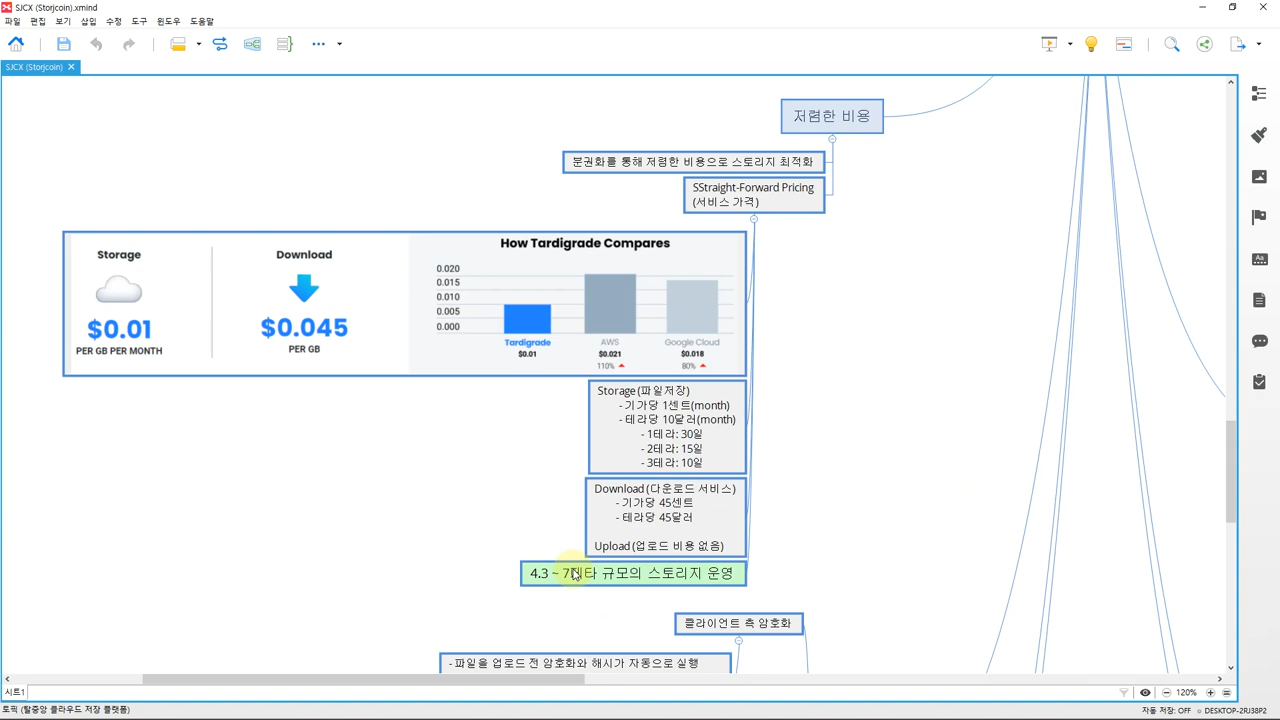 SJCX (Storjcoin).xmind
파일 편집 보기 삽입 수정 도구 윈도우 도움말
SJCX (Storjcoin)
저렴한 비용
분권화를 통해 저렴한 비용으로 스토리지 최적화
SStraight-Forward Pricing
(서비스 가격)
Storage
$0.01
PER GB PER MONTH
Download
$0.045
PER GB
How Tardigrade Compares
0.020
0.015
0.010
0.005
0.000
Tardigrade AWS Google Cloud
$0.01 $0.021 $0.018
110% 80%
Storage (파일저장)
- 기가당 1센트(month)
- 테라당 10달러(month)
- 1테라: 30일
- 2테라: 15일
- 3테라: 10일
Download (다운로드 서비스)
- 기가당 45센트
- 테라당 45달러
Upload (업로드 비용 없음)
4.3 ~ 7페타 규모의 스토리지 운영
클라이언트 측 암호화
- 파일을 업로드 전 암호화와 해시가 자동으로 실행
시트1
120%
토픽 (탈중앙 클라우드 저장 플랫폼)
자동 저장: OFF
DESKTOP-2RJ38P2